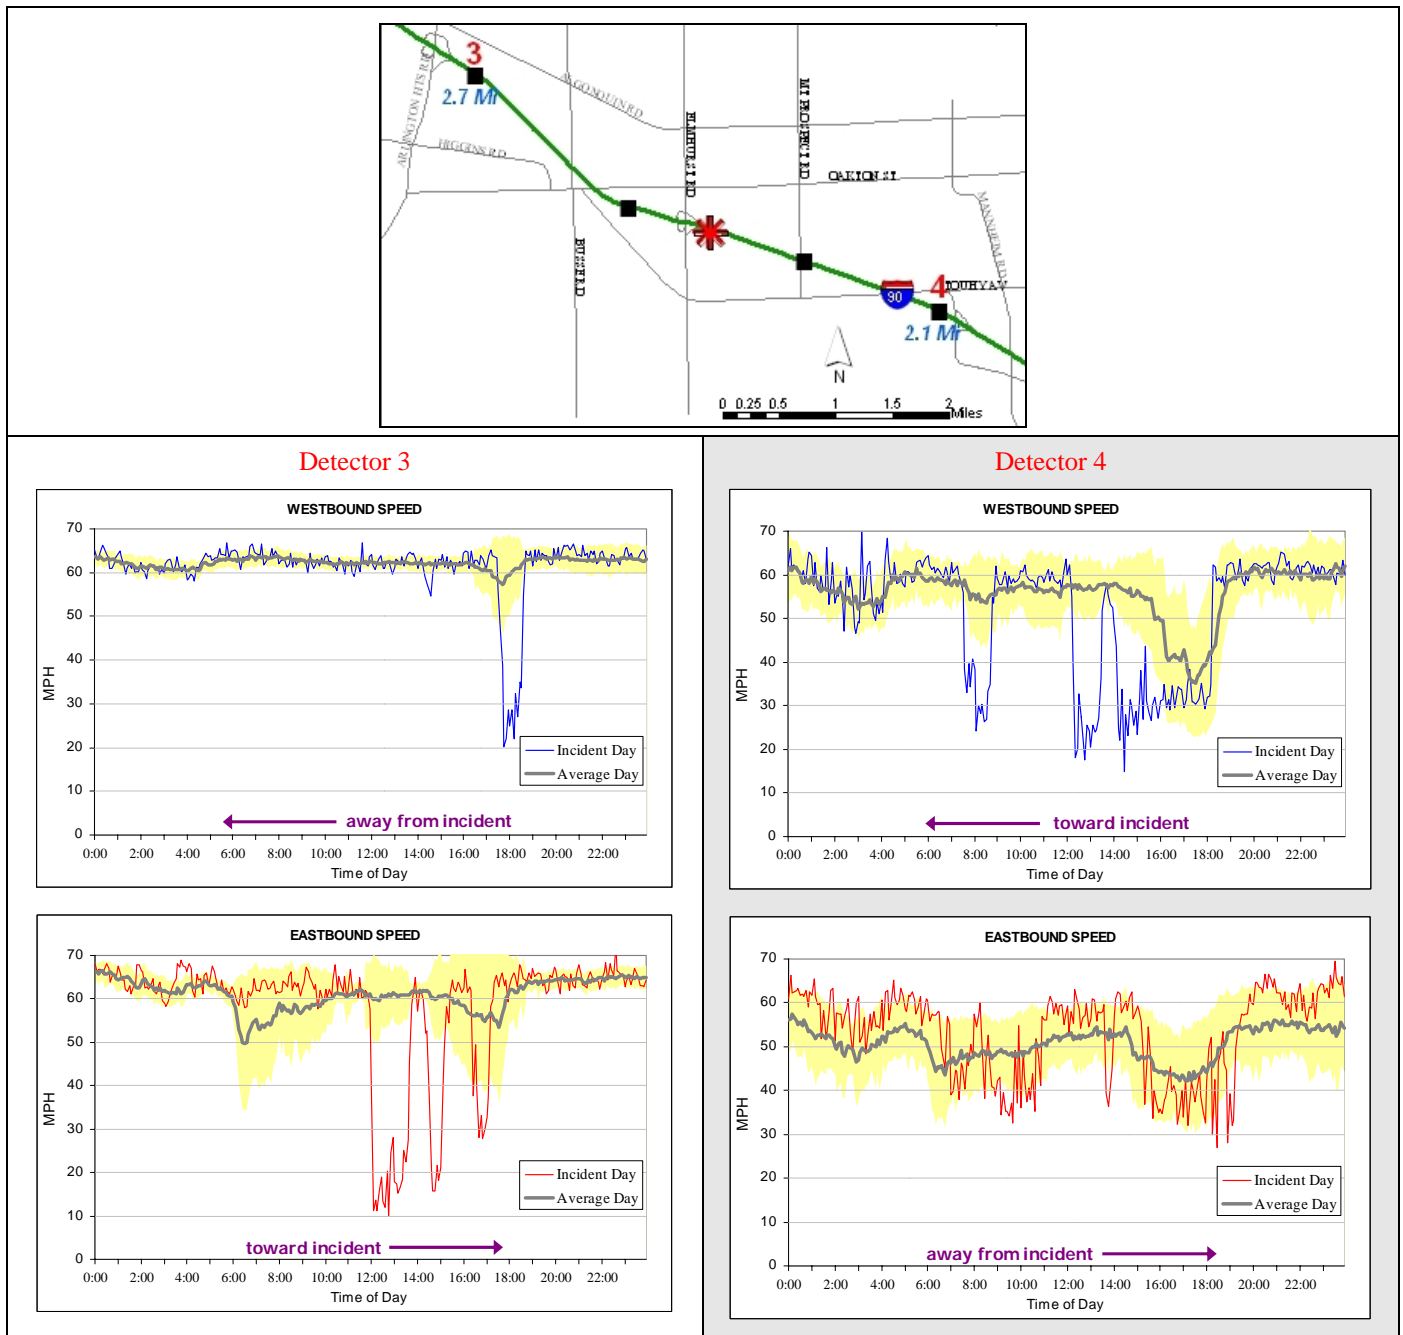 3
2.7 Mi
ARLINGTON HTS RD
ALGONQUIN RD
HIGGINS RD
ELMHURST RD
MT PROSPECT RD
OAKTON ST
BUSSE RD
MANNHEIM RD
90
4
TOUHY AV
2.1 Mi
N
0 0.25 0.5 1 1.5 2
Miles
Detector 3
WESTBOUND SPEED
70
60
50
40
30
20
10
0
MPH
Incident Day
Average Day
away from incident
0:00 2:00 4:00 6:00 8:00 10:00 12:00 14:00 16:00 18:00 20:00 22:00
Time of Day
EASTBOUND SPEED
70
60
50
40
30
20
10
0
MPH
Incident Day
Average Day
toward incident
0:00 2:00 4:00 6:00 8:00 10:00 12:00 14:00 16:00 18:00 20:00 22:00
Time of Day
Detector 4
WESTBOUND SPEED
70
60
50
40
30
20
10
0
MPH
Incident Day
Average Day
toward incident
0:00 2:00 4:00 6:00 8:00 10:00 12:00 14:00 16:00 18:00 20:00 22:00
Time of Day
EASTBOUND SPEED
70
60
50
40
30
20
10
0
MPH
Incident Day
Average Day
away from incident
0:00 2:00 4:00 6:00 8:00 10:00 12:00 14:00 16:00 18:00 20:00 22:00
Time of Day